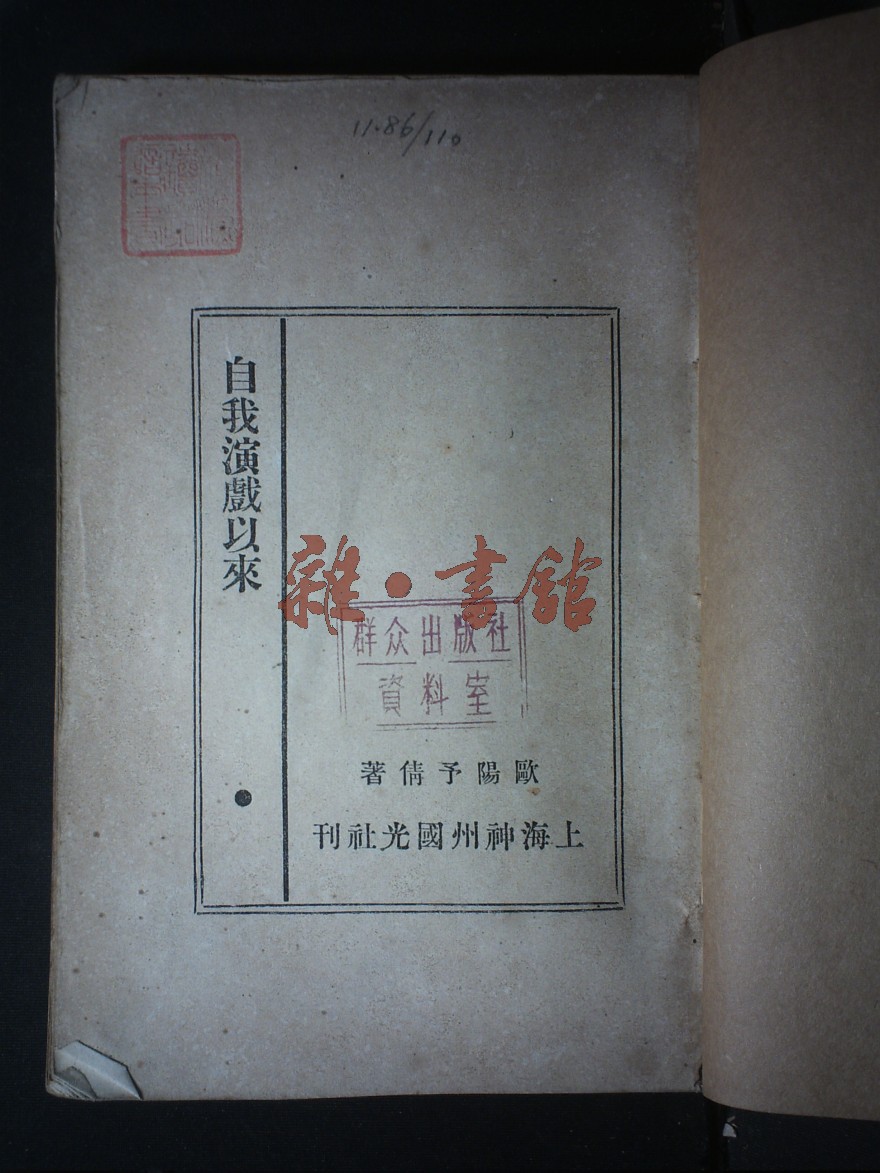 11.86/110
自我演戲以來
雜·書館
群众出版社
資料室
歐陽予倩著
上海神州國光社刊